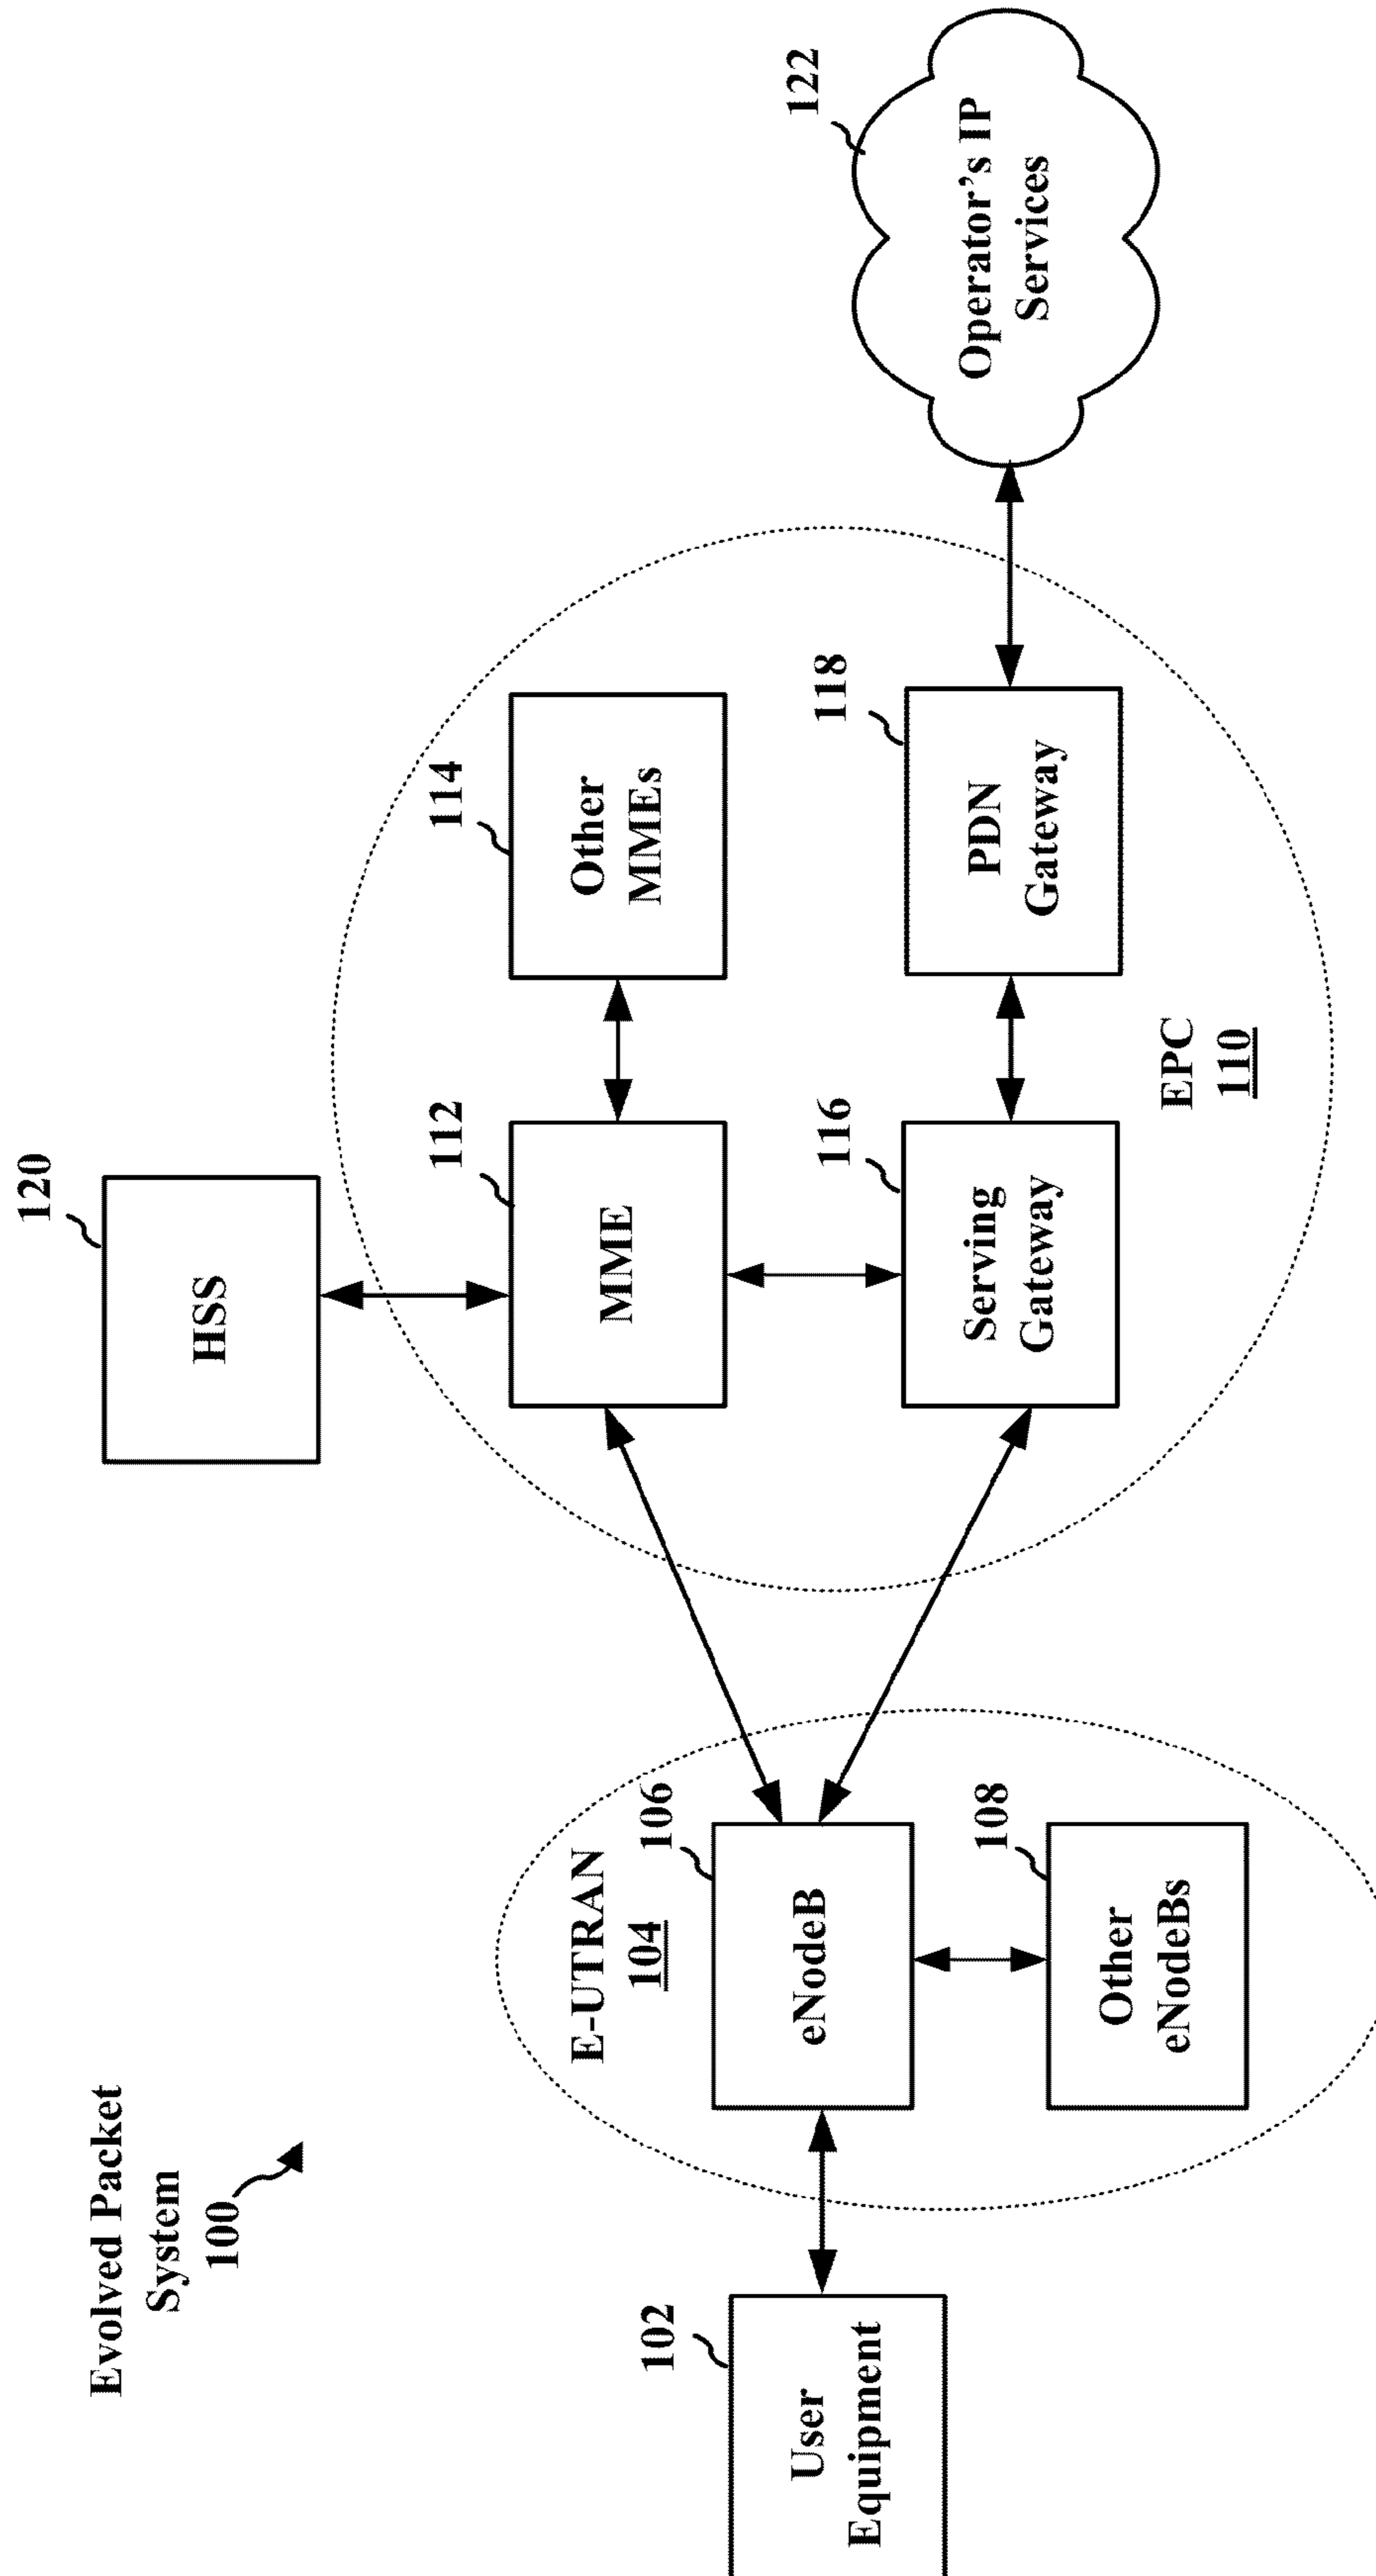 Evolved Packet
System
100
120
HSS
E-UTRAN
104
112
MME
114
Other
MMEs
102
User
Equipment
106
eNodeB
116
Serving
Gateway
118
PDN
Gateway
122
Operator's IP
Services
108
Other
eNodeBs
EPC
110